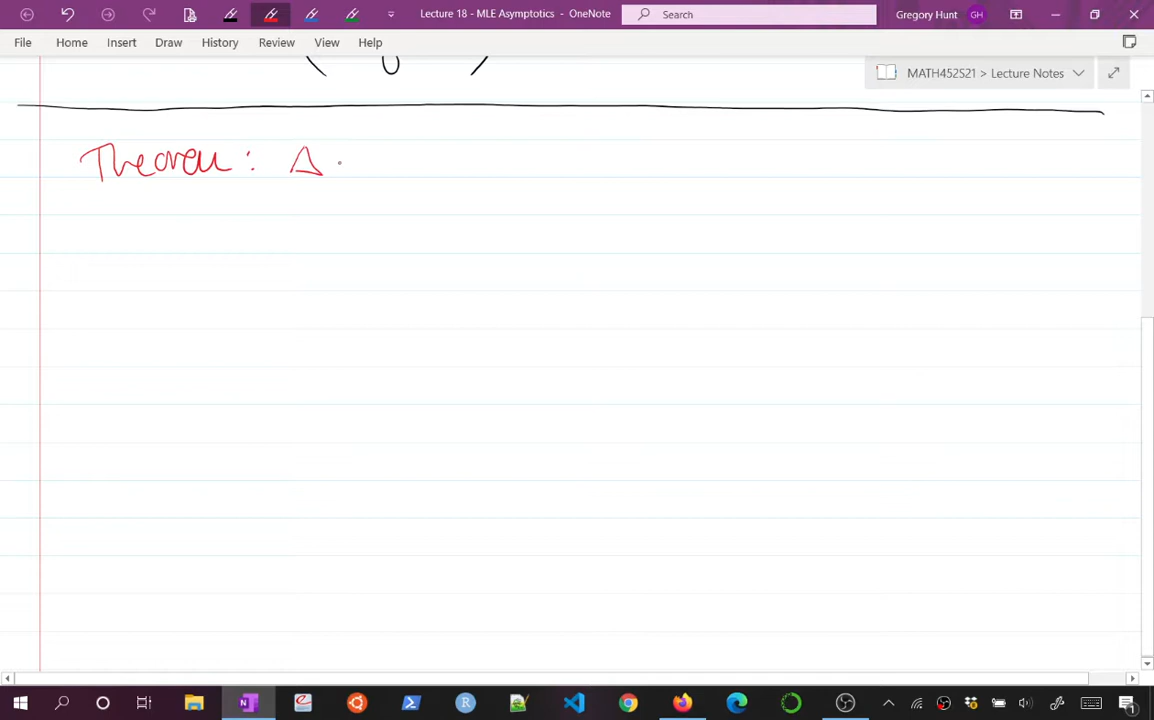 Lecture 18 - MLE Asymptotics - OneNote
Search
Gregory Hunt
GH
File Home Insert Draw History Review View Help
MATH452S21 > Lecture Notes
Theorem: Δ